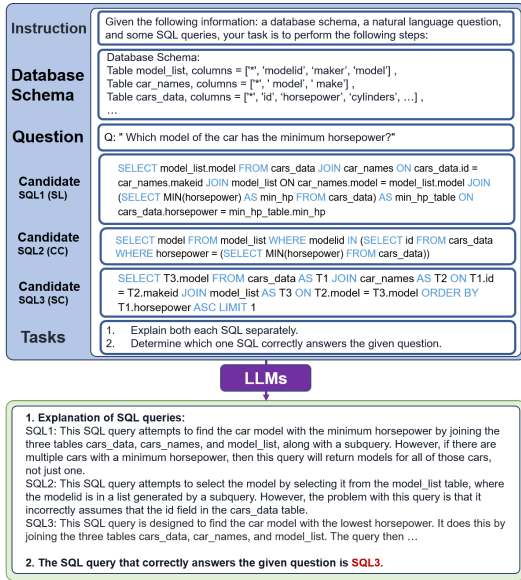 Instruction
Given the following information: a database schema, a natural language question,
and some SQL queries, your task is to perform the following steps:
Database
Schema
Database Schema:
Table model_list, columns = ['*', 'modelid', 'maker', 'model'] ,
Table car_names, columns = ['*', ' model', ' make'] ,
Table cars_data, columns = ['*', 'id', 'horsepower', 'cylinders', …] ,
…
Question
Q: " Which model of the car has the minimum horsepower?"
Candidate
SQL1 (SL)
SELECT model_list.model FROM cars_data JOIN car_names ON cars_data.id =
car_names.makeid JOIN model_list ON car_names.model = model_list.model JOIN
(SELECT MIN(horsepower) AS min_hp FROM cars_data) AS min_hp_table ON
cars_data.horsepower = min_hp_table.min_hp
Candidate
SQL2 (CC)
SELECT model FROM model_list WHERE modelid IN (SELECT id FROM cars_data
WHERE horsepower = (SELECT MIN(horsepower) FROM cars_data))
Candidate
SQL3 (SC)
SELECT T3.model FROM cars_data AS T1 JOIN car_names AS T2 ON T1.id
= T2.makeid JOIN model_list AS T3 ON T2.model = T3.model ORDER BY
T1.horsepower ASC LIMIT 1
Tasks
1. Explain both each SQL separately.
2. Determine which one SQL correctly answers the given question.
LLMs
1. Explanation of SQL queries:
SQL1: This SQL query attempts to find the car model with the minimum horsepower by joining the
three tables cars_data, cars_names, and model_list, along with a subquery. However, if there are
multiple cars with a minimum horsepower, then this query will return models for all of those cars,
not just one.
SQL2: This SQL query attempts to select the model by selecting it from the model_list table, where
the modelid is in a list generated by a subquery. However, the problem with this query is that it
incorrectly assumes that the id field in the cars_data table.
SQL3: This SQL query is designed to find the car model with the lowest horsepower. It does this by
joining the three tables cars_data, car_names, and model_list. The query then …
2. The SQL query that correctly answers the given question is SQL3.